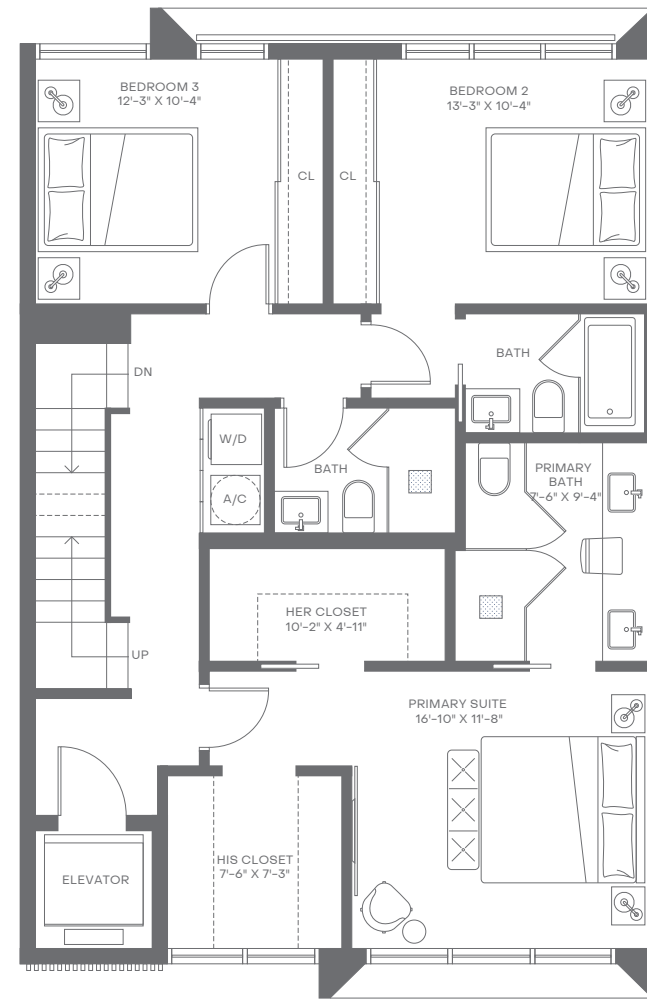 BEDROOM 3
12'-3" X 10'-4"
BEDROOM 2
13'-3" X 10'-4"
CL
CL
DN
BATH
W/D
BATH
A/C
PRIMARY
BATH
7'-6" X 9'-4"
HER CLOSET
10'-2" X 4'-11"
UP
PRIMARY SUITE
16'-10" X 11'-8"
HIS CLOSET
7'-6" X 7'-3"
ELEVATOR